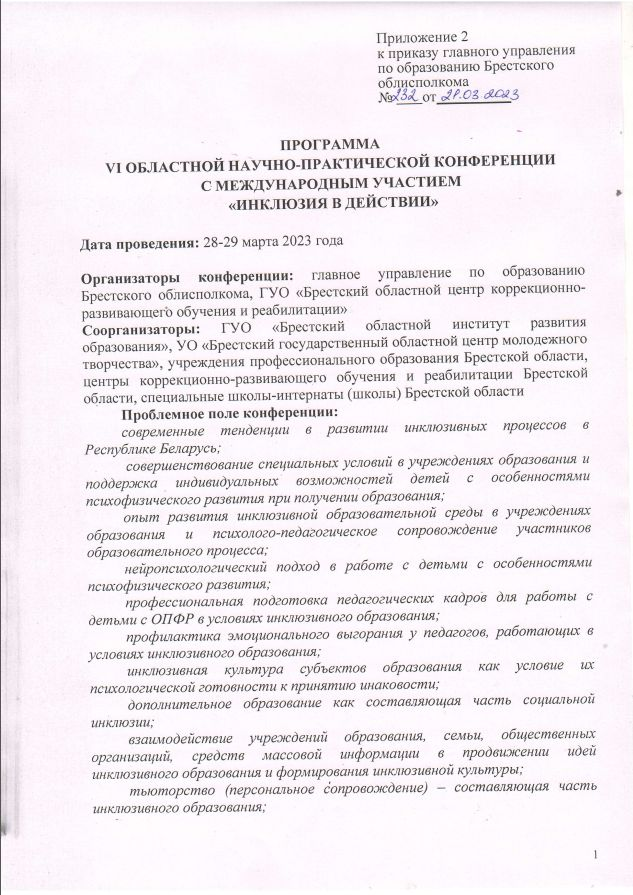 Приложение 2
к приказу главного управления
по образованию Брестского
облисполкома
№ 232 от 21.03 2023
ПРОГРАММА
VI ОБЛАСТНОЙ НАУЧНО-ПРАКТИЧЕСКОЙ КОНФЕРЕНЦИИ
С МЕЖДУНАРОДНЫМ УЧАСТИЕМ
«ИНКЛЮЗИЯ В ДЕЙСТВИИ»
Дата проведения: 28-29 марта 2023 года
Организаторы конференции: главное управление по образованию
Брестского облисполкома, ГУО «Брестский областной центр коррекционно-
развивающего обучения и реабилитации»
Соорганизаторы: ГУО «Брестский областной институт развития
образования», УО «Брестский государственный областной центр молодежного
творчества», учреждения профессионального образования Брестской области,
центры коррекционно-развивающего обучения и реабилитации Брестской
области, специальные школы-интернаты (школы) Брестской области
Проблемное поле конференции:
современные тенденции в развитии инклюзивных процессов в
Республике Беларусь;
совершенствование специальных условий в учреждениях образования и
поддержка индивидуальных возможностей детей с особенностями
психофизического развития при получении образования;
опыт развития инклюзивной образовательной среды в учреждениях
образования и психолого-педагогическое сопровождение участников
образовательного процесса;
нейропсихологический подход в работе с детьми с особенностями
психофизического развития;
профессиональная подготовка педагогических кадров для работы с
детьми с ОПФР в условиях инклюзивного образования;
профилактика эмоционального выгорания у педагогов, работающих в
условиях инклюзивного образования;
инклюзивная культура субъектов образования как условие их
психологической готовности к принятию инаковости;
дополнительное образование как составляющая часть социальной
инклюзии;
взаимодействие учреждений образования, семьи, общественных
организаций, средств массовой информации в продвижении идей
инклюзивного образования и формирования инклюзивной культуры;
тьюторство (персональное сопровождение) – составляющая часть
инклюзивного образования;
1